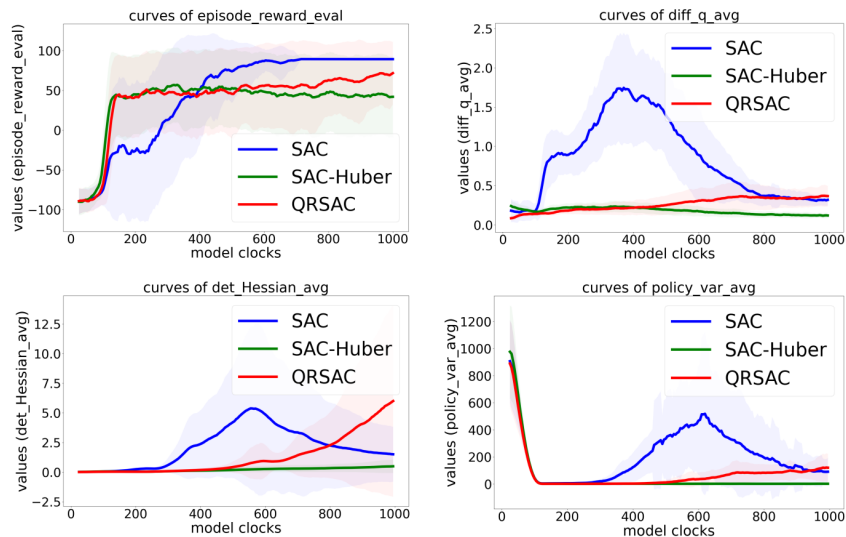 curves of episode_reward_eval
values (episode_reward_eval)
100
50
0
−50
−100
SAC
SAC-Huber
QRSAC
0 200 400 600 800 1000
model clocks
curves of diff_q_avg
values (diff_q_avg)
2.5
2.0
1.5
1.0
0.5
0.0
SAC
SAC-Huber
QRSAC
0 200 400 600 800 1000
model clocks
curves of det_Hessian_avg
values (det_Hessian_avg)
12.5
10.0
7.5
5.0
2.5
0.0
−2.5
SAC
SAC-Huber
QRSAC
0 200 400 600 800 1000
model clocks
curves of policy_var_avg
values (policy_var_avg)
1200
1000
800
600
400
200
0
SAC
SAC-Huber
QRSAC
0 200 400 600 800 1000
model clocks